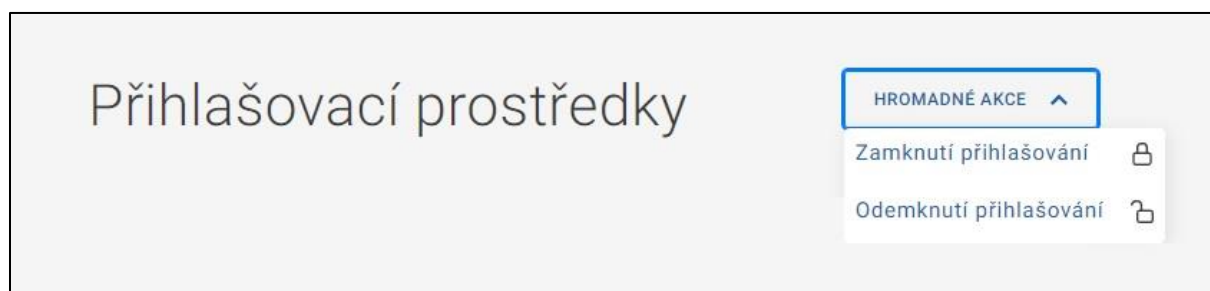 Přihlašovací prostředky
HROMADNÉ AKCE
Zamknutí přihlašování
Odemknutí přihlašování